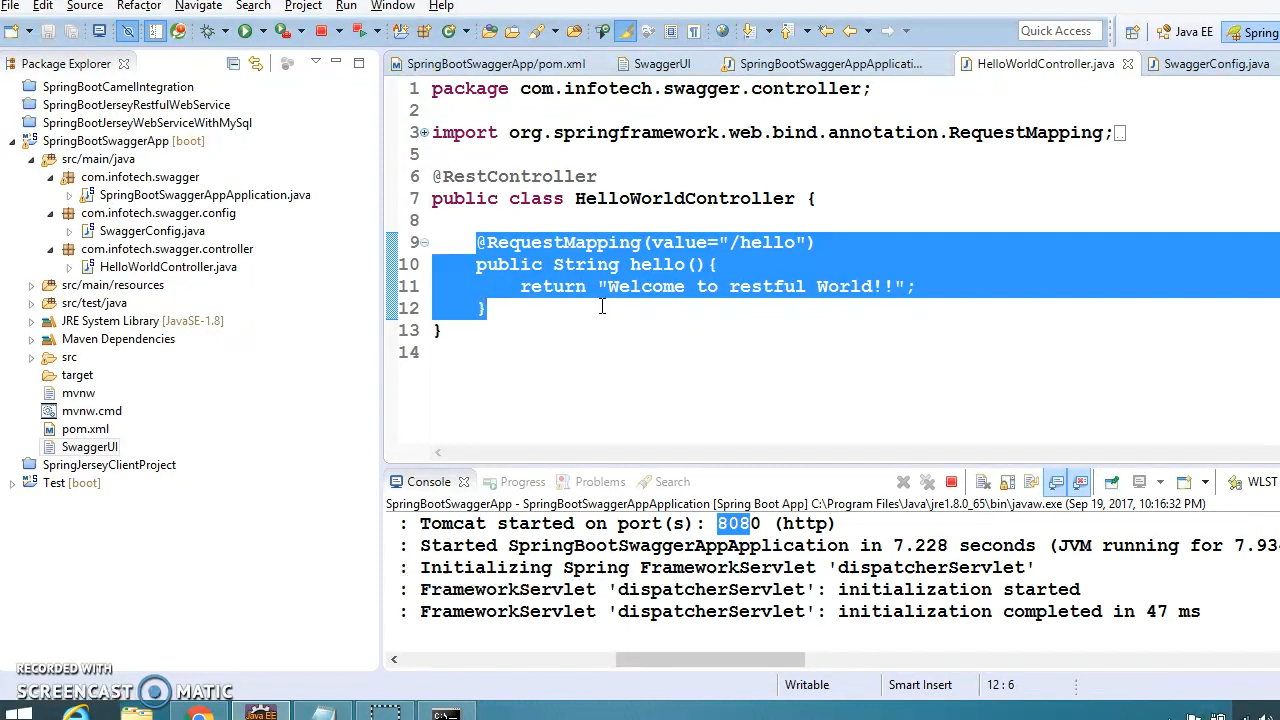 File Edit Source Refactor Navigate Search Project Run Window Help
Quick Access
Java EE
Spring
Package Explorer
SpringBootCamelIntegration
SpringBootJerseyRestfulWebService
SpringBootJerseyWebServiceWithMySql
SpringBootSwaggerApp [boot]
src/main/java
com.infotech.swagger
SpringBootSwaggerAppApplication.java
com.infotech.swagger.config
SwaggerConfig.java
com.infotech.swagger.controller
HelloWorldController.java
src/main/resources
src/test/java
JRE System Library [JavaSE-1.8]
Maven Dependencies
src
target
mvnw
mvnw.cmd
pom.xml
SwaggerUI
SpringJerseyClientProject
Test [boot]
SpringBootSwaggerApp/pom.xml SwaggerUI SpringBootSwaggerAppApplicati... HelloWorldController.java SwaggerConfig.java
1 package com.infotech.swagger.controller;
2
3 import org.springframework.web.bind.annotation.RequestMapping;
5
6 @RestController
7 public class HelloWorldController {
8
9 @RequestMapping(value="/hello")
10 public String hello(){
11 return "Welcome to restful World!!";
12 }
13 }
14
Console Progress Problems Search
WLST
SpringBootSwaggerApp - SpringBootSwaggerAppApplication [Spring Boot App] C:\Program Files\Java\jre1.8.0_65\bin\javaw.exe (Sep 19, 2017, 10:16:32 PM)
: Tomcat started on port(s): 8080 (http)
: Started SpringBootSwaggerAppApplication in 7.228 seconds (JVM running for 7.93
: Initializing Spring FrameworkServlet 'dispatcherServlet'
: FrameworkServlet 'dispatcherServlet': initialization started
: FrameworkServlet 'dispatcherServlet': initialization completed in 47 ms
Writable Smart Insert 12 : 6
RECORDED WITH
SCREENCAST MATIC